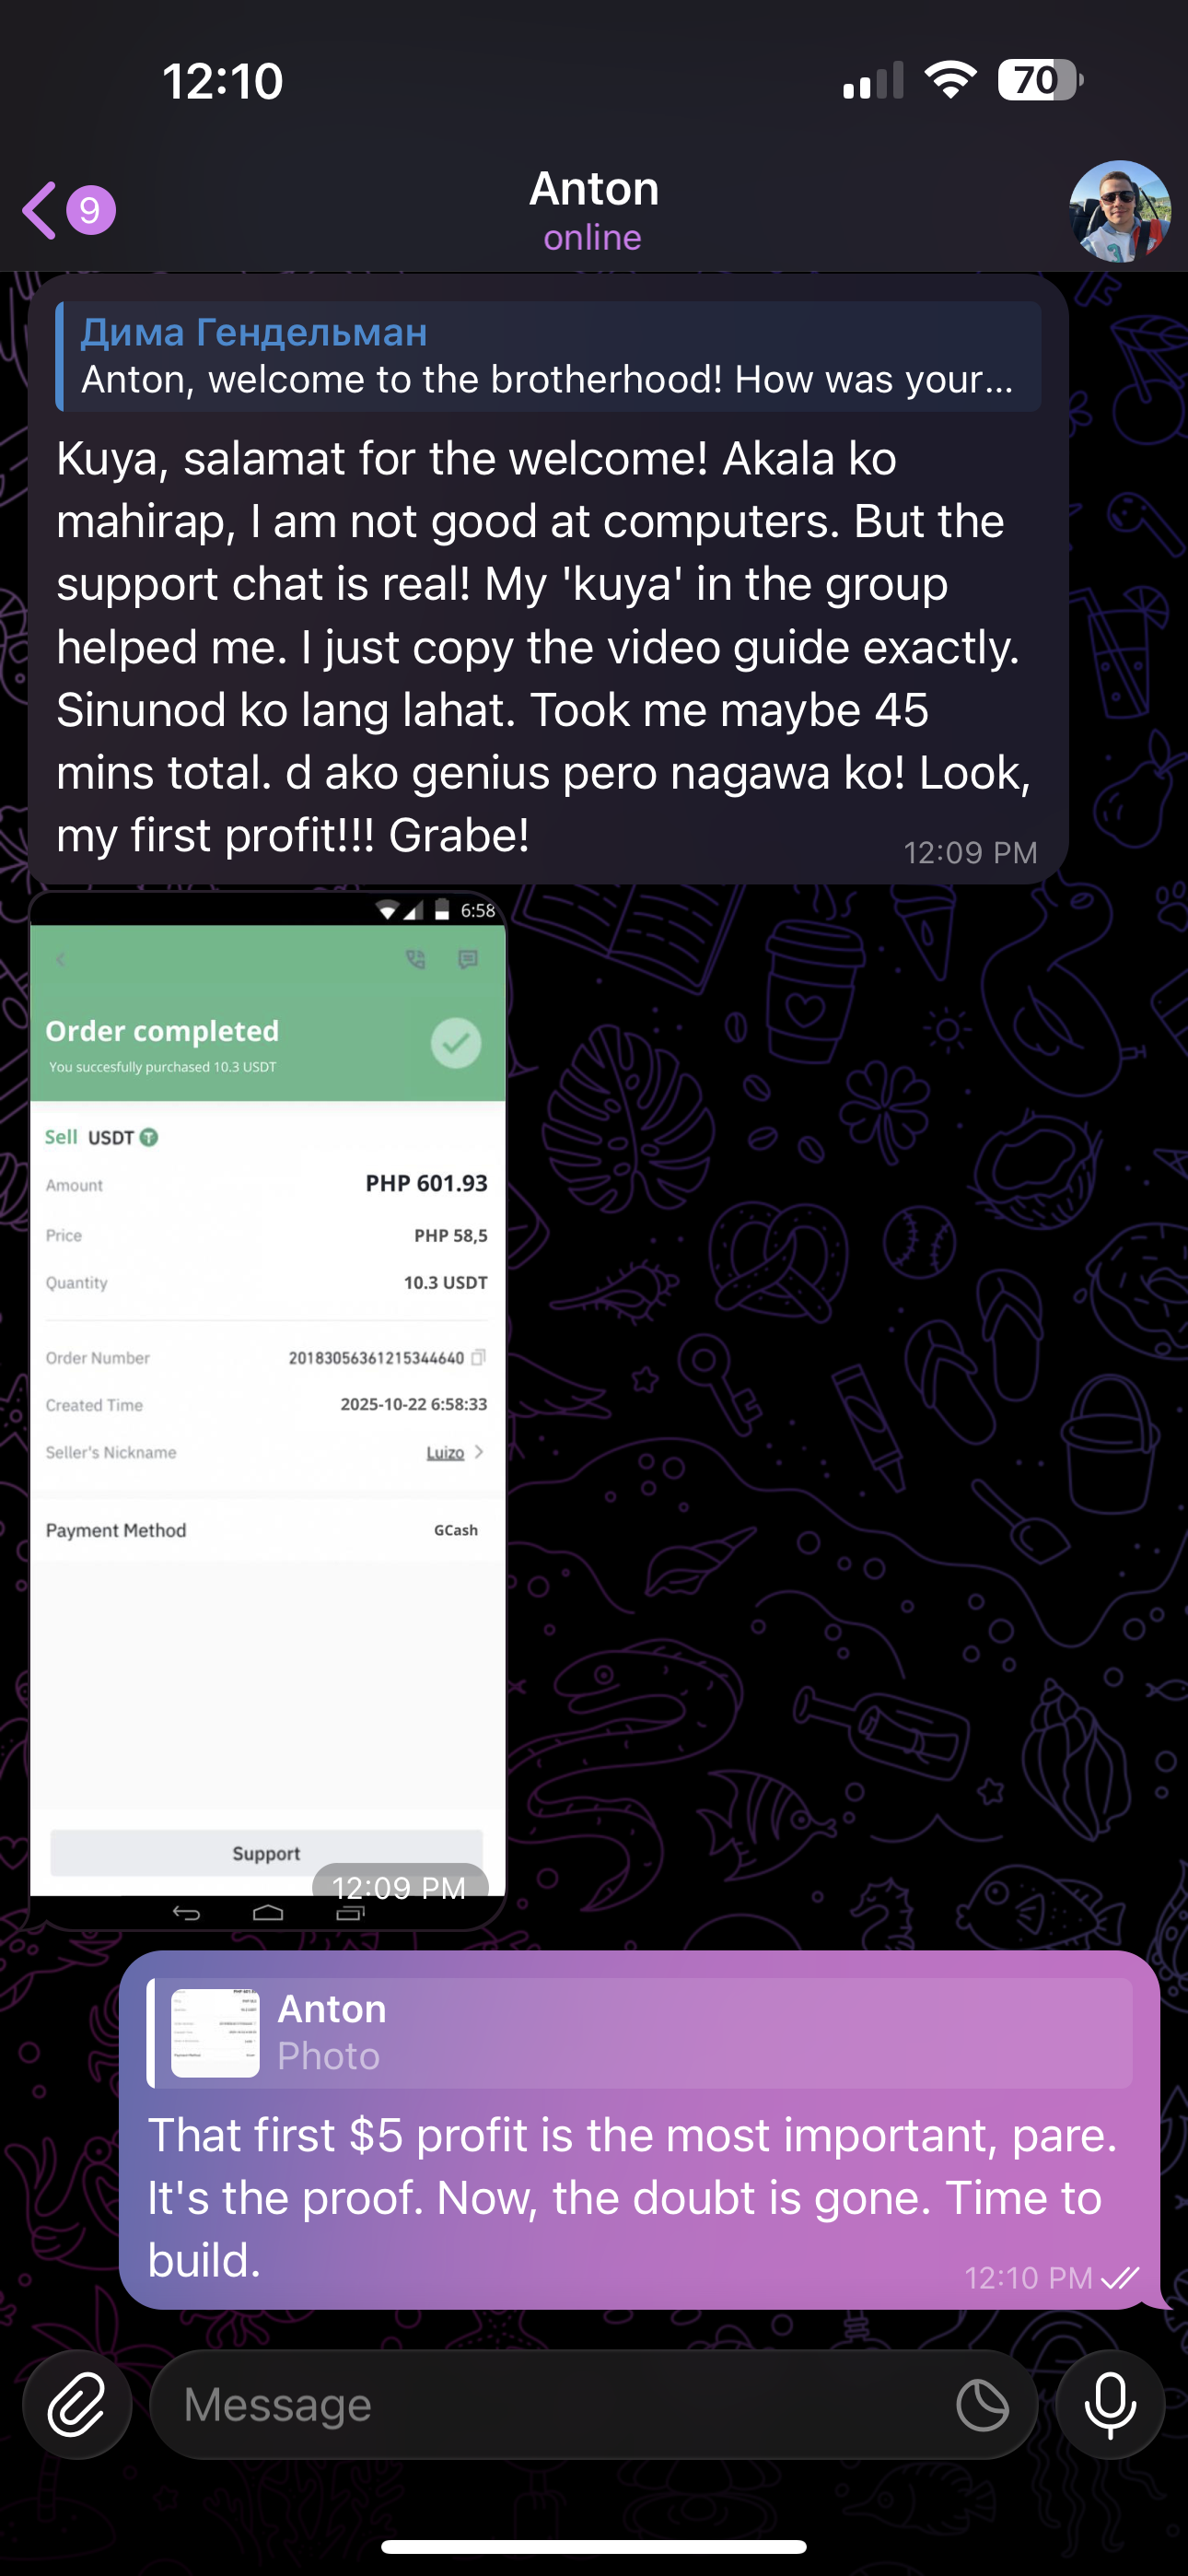 12:10
70
9
Anton
online
Дима Гендельман
Anton, welcome to the brotherhood! How was your...
Kuya, salamat for the welcome! Akala ko
mahirap, I am not good at computers. But the
support chat is real! My 'kuya' in the group
helped me. I just copy the video guide exactly.
Sinunod ko lang lahat. Took me maybe 45
mins total. d ako genius pero nagawa ko! Look,
my first profit!!! Grabe!
12:09 PM
6:58
Order completed
You succesfully purchased 10.3 USDT
Sell USDT
Amount PHP 601.93
Price PHP 58,5
Quantity 10.3 USDT
Order Number 20183056361215344640
Created Time 2025-10-22 6:58:33
Seller's Nickname Luizo
Payment Method GCash
Support
12:09 PM
Anton
Photo
That first $5 profit is the most important, pare.
It's the proof. Now, the doubt is gone. Time to
build.
12:10 PM
Message